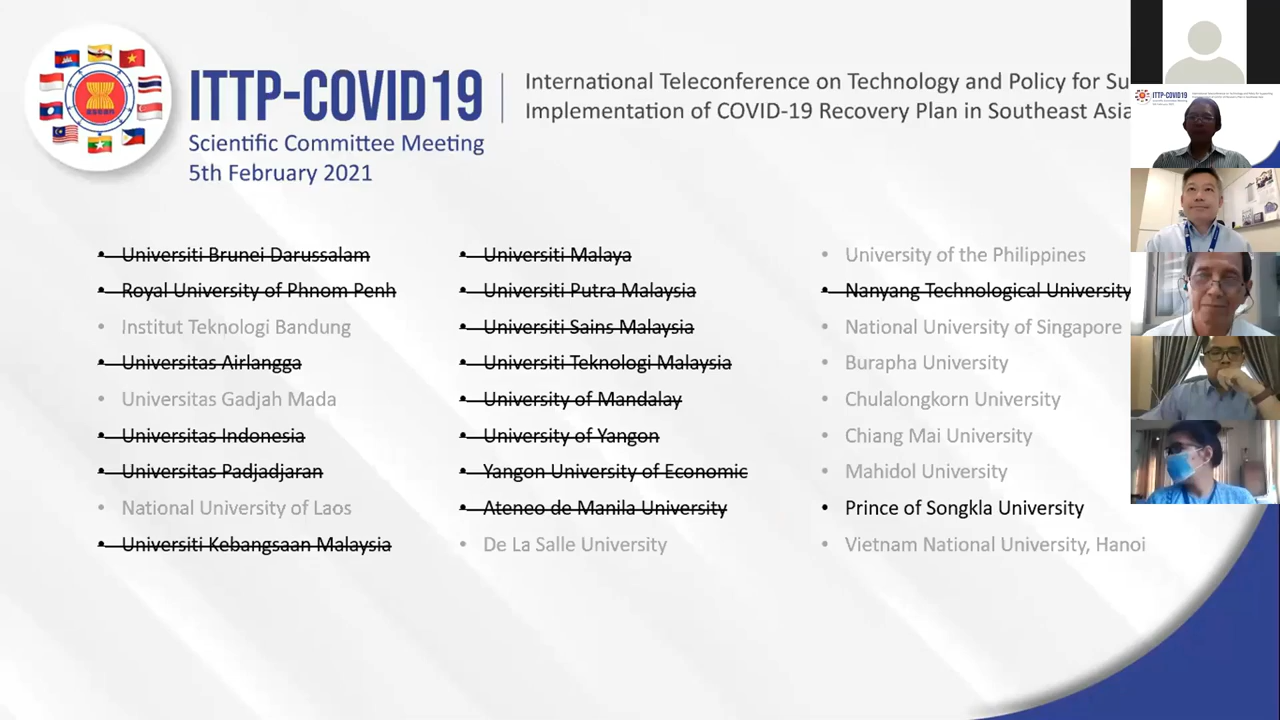 ITTP-COVID19
International Teleconference on Technology and Policy for Su
Implementation of COVID-19 Recovery Plan in Southeast Asia
Scientific Committee Meeting
5th February 2021
• Universiti Brunei Darussalam
• Royal University of Phnom Penh
• Institut Teknologi Bandung
• Universitas Airlangga
• Universitas Gadjah Mada
• Universitas Indonesia
• Universitas Padjadjaran
• National University of Laos
• Universiti Kebangsaan Malaysia
• Universiti Malaya
• Universiti Putra Malaysia
• Universiti Sains Malaysia
• Universiti Teknologi Malaysia
• University of Mandalay
• University of Yangon
• Yangon University of Economic
• Ateneo de Manila University
• De La Salle University
• University of the Philippines
• Nanyang Technological University
• National University of Singapore
• Burapha University
• Chulalongkorn University
• Chiang Mai University
• Mahidol University
• Prince of Songkla University
• Vietnam National University, Hanoi
ITTP-COVID19